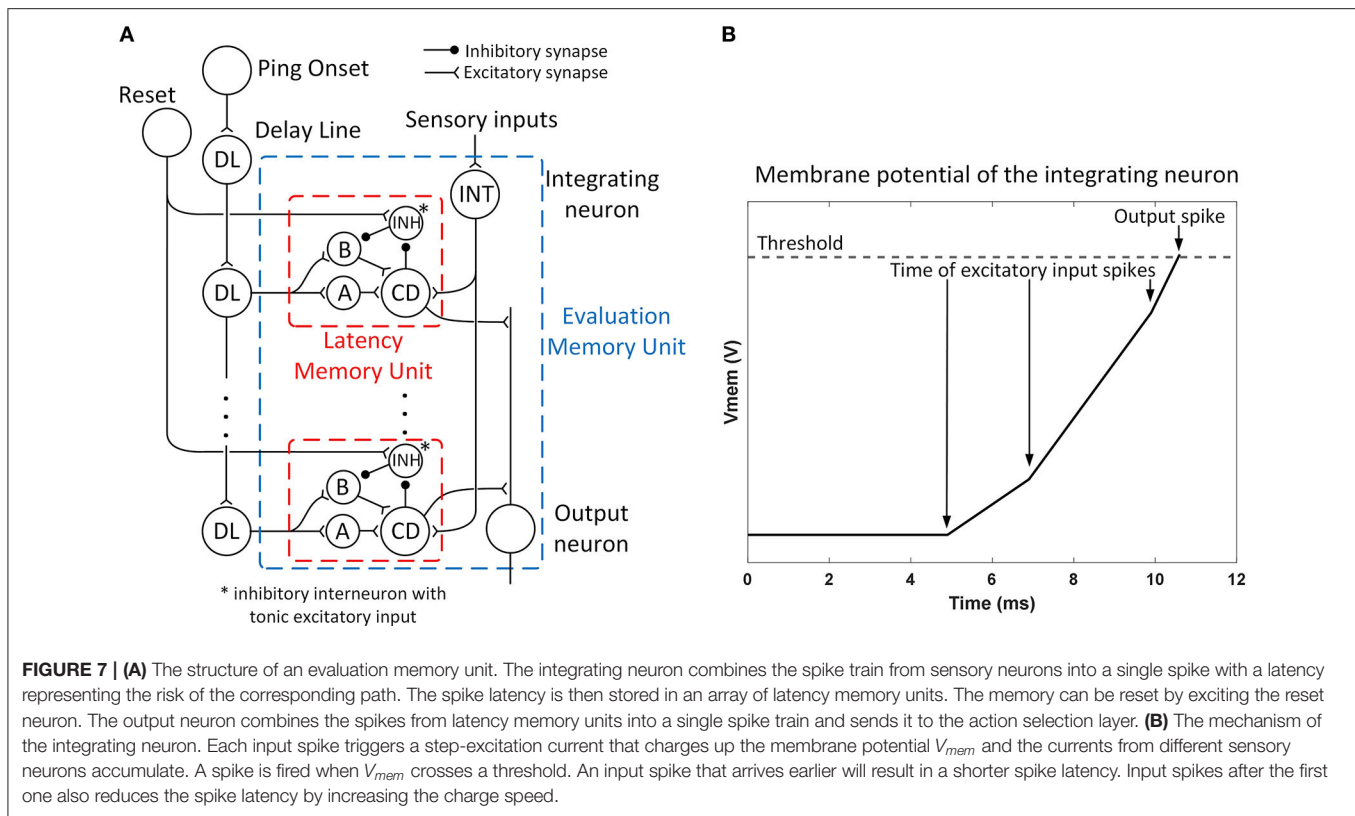 A
Inhibitory synapse
Excitatory synapse
Ping Onset
Reset
Delay Line
Sensory inputs
DL
INT
Integrating
neuron
INH *
B
DL
A
CD
Evaluation
Memory Unit
Latency
Memory Unit
INH *
B
DL
A
CD
Output
neuron
* inhibitory interneuron with
tonic excitatory input
B
Membrane potential of the integrating neuron
Output spike
Threshold
Time of excitatory input spikes
Vmem (V)
0 2 4 6 8 10 12
Time (ms)
FIGURE 7 | (A) The structure of an evaluation memory unit. The integrating neuron combines the spike train from sensory neurons into a single spike with a latency
representing the risk of the corresponding path. The spike latency is then stored in an array of latency memory units. The memory can be reset by exciting the reset
neuron. The output neuron combines the spikes from latency memory units into a single spike train and sends it to the action selection layer. (B) The mechanism of
the integrating neuron. Each input spike triggers a step-excitation current that charges up the membrane potential Vmem and the currents from different sensory
neurons accumulate. A spike is fired when Vmem crosses a threshold. An input spike that arrives earlier will result in a shorter spike latency. Input spikes after the first
one also reduces the spike latency by increasing the charge speed.